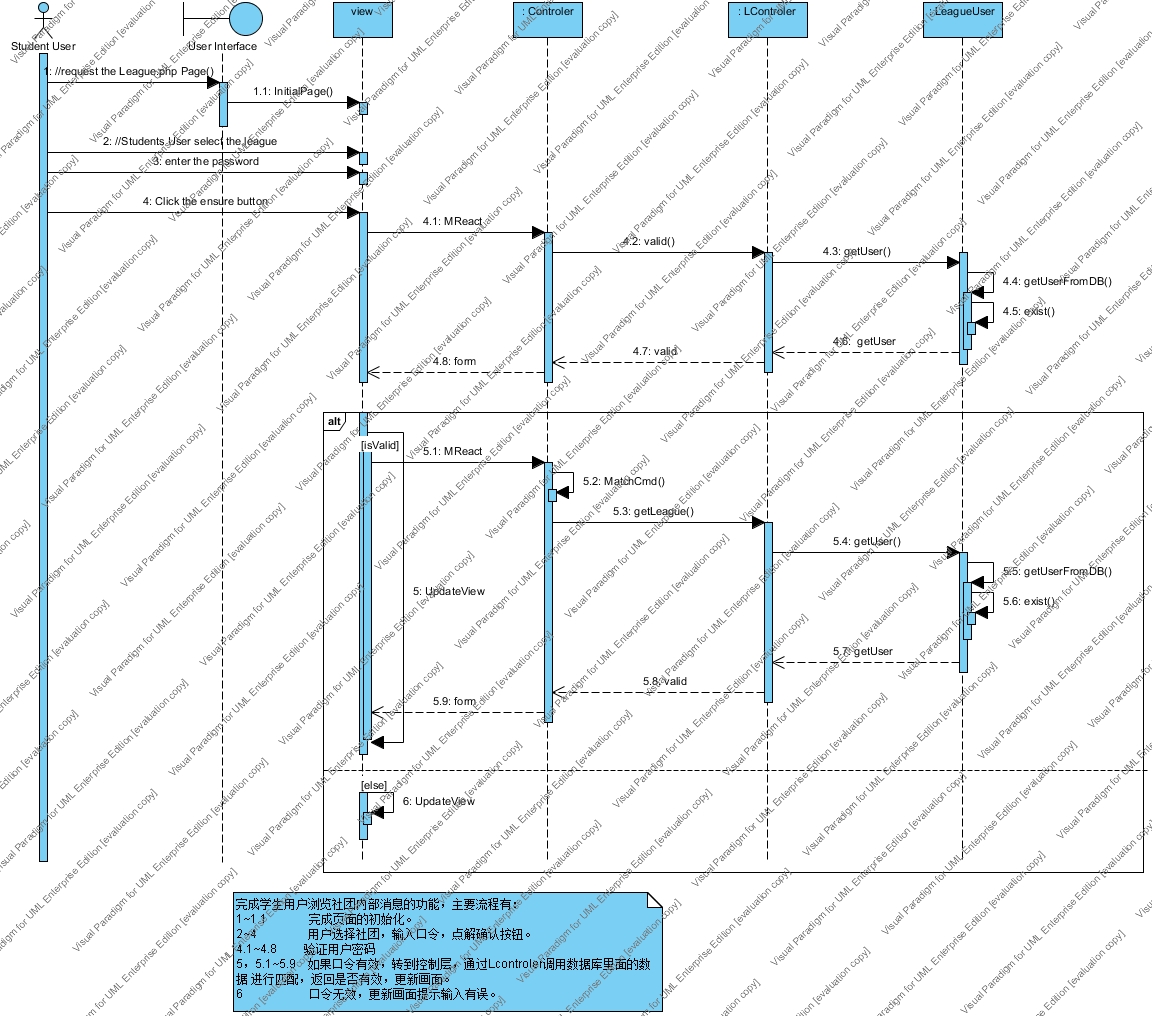 view
: Controler
: LControler
LeagueUser
Student User
User Interface
1: //request the League.php Page()
1.1: InitialPage()
2: //Students User select the league
3: enter the password
4: Click the ensure button
4.1: MReact
4.2: valid()
4.3: getUser()
4.4: getUserFromDB()
4.5: exist()
4.6: getUser
4.7: valid
4.8: form
alt
[isValid]
5.1: MReact
5.2: MatchCmd()
5.3: getLeague()
5.4: getUser()
5.5: getUserFromDB()
5: UpdateView
5.6: exist()
5.7: getUser
5.8: valid
5.9: form
[else]
6: UpdateView
完成学生用户浏览社团内部消息的功能，主要流程有：
1~1.1 完成页面的初始化。
2~4 用户选择社团，输入口令，点解确认按钮。
4.1~4.8 验证用户密码
5，5.1~5.9 如果口令有效，转到控制层，通过Lcontroler调用数据库里面的数
据 进行匹配，返回是否有效，更新画面。
6 口令无效，更新画面提示输入有误。
Visual Paradigm for UML Enterprise Edition [evaluation copy]